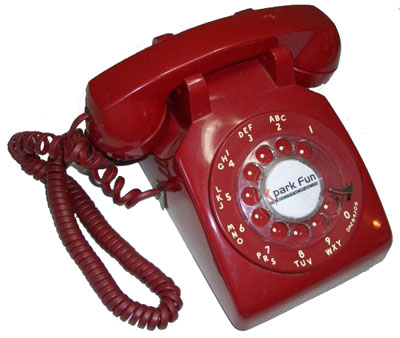 1
ABC
2
DEF
3
GHI
4
JKL
5
MNO
6
PRS
7
TUV
8
WXY
9
OPERATOR
0
park Fun